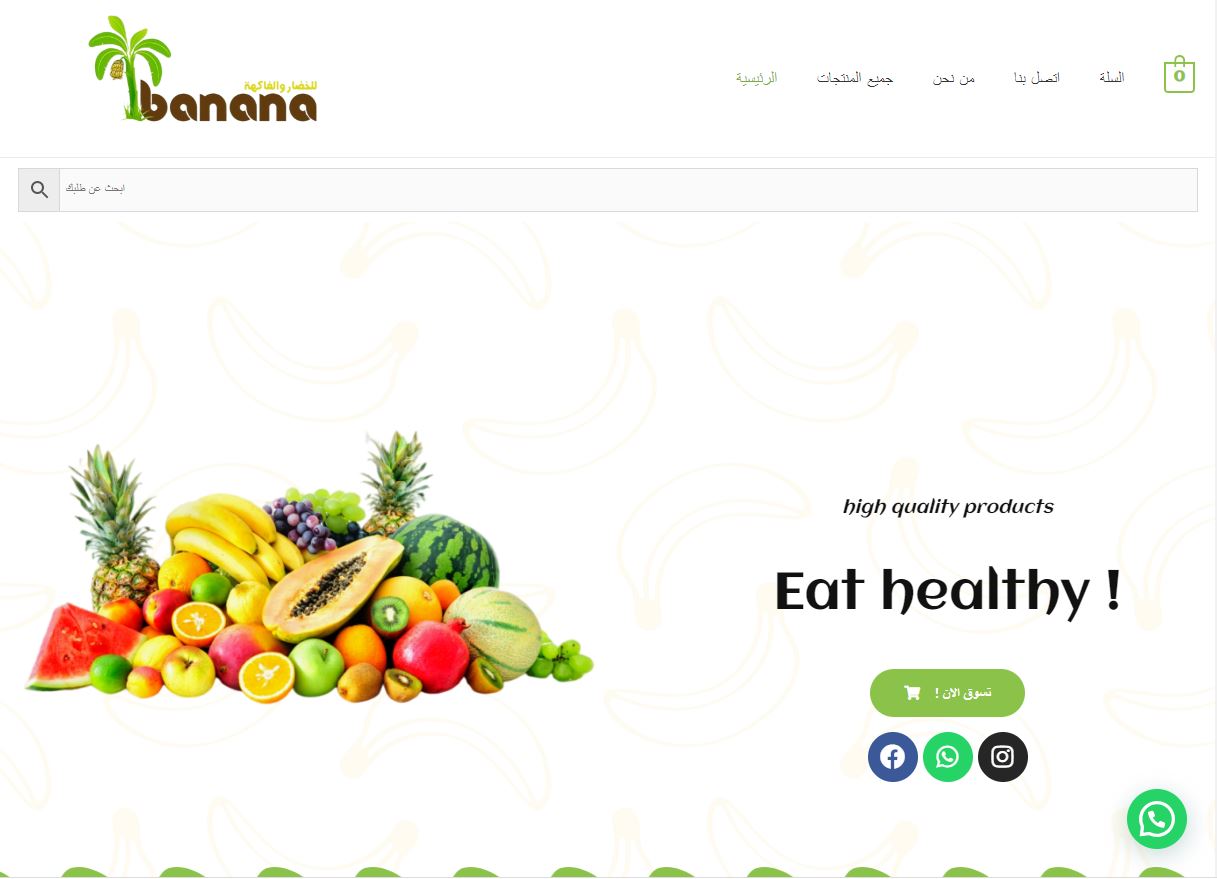 للخضار والفاكهة
banana
الرئيسية
جميع المنتجات
من نحن
اتصل بنا
السلة
0
ابحث عن طلبك
high quality products
Eat healthy !
تسوق الان !